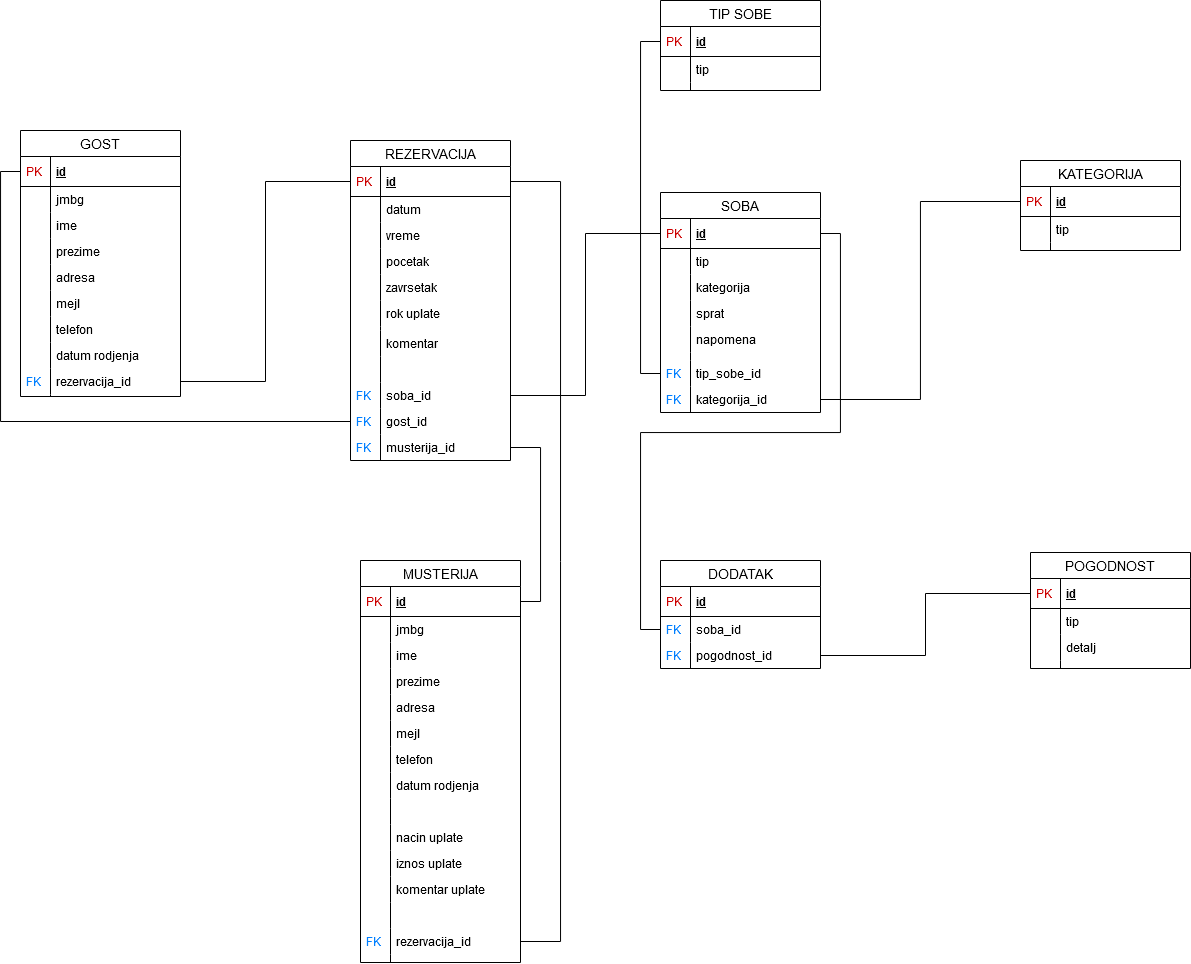 TIP SOBE
PK id
tip
GOST
PK id
jmbg
ime
prezime
adresa
mejl
telefon
datum rodjenja
FK rezervacija_id
REZERVACIJA
PK id
datum
vreme
pocetak
zavrsetak
rok uplate
komentar
FK soba_id
FK gost_id
FK musterija_id
SOBA
PK id
tip
kategorija
sprat
napomena
FK tip_sobe_id
FK kategorija_id
KATEGORIJA
PK id
tip
MUSTERIJA
PK id
jmbg
ime
prezime
adresa
mejl
telefon
datum rodjenja
nacin uplate
iznos uplate
komentar uplate
FK rezervacija_id
DODATAK
PK id
FK soba_id
FK pogodnost_id
POGODNOST
PK id
tip
detalj